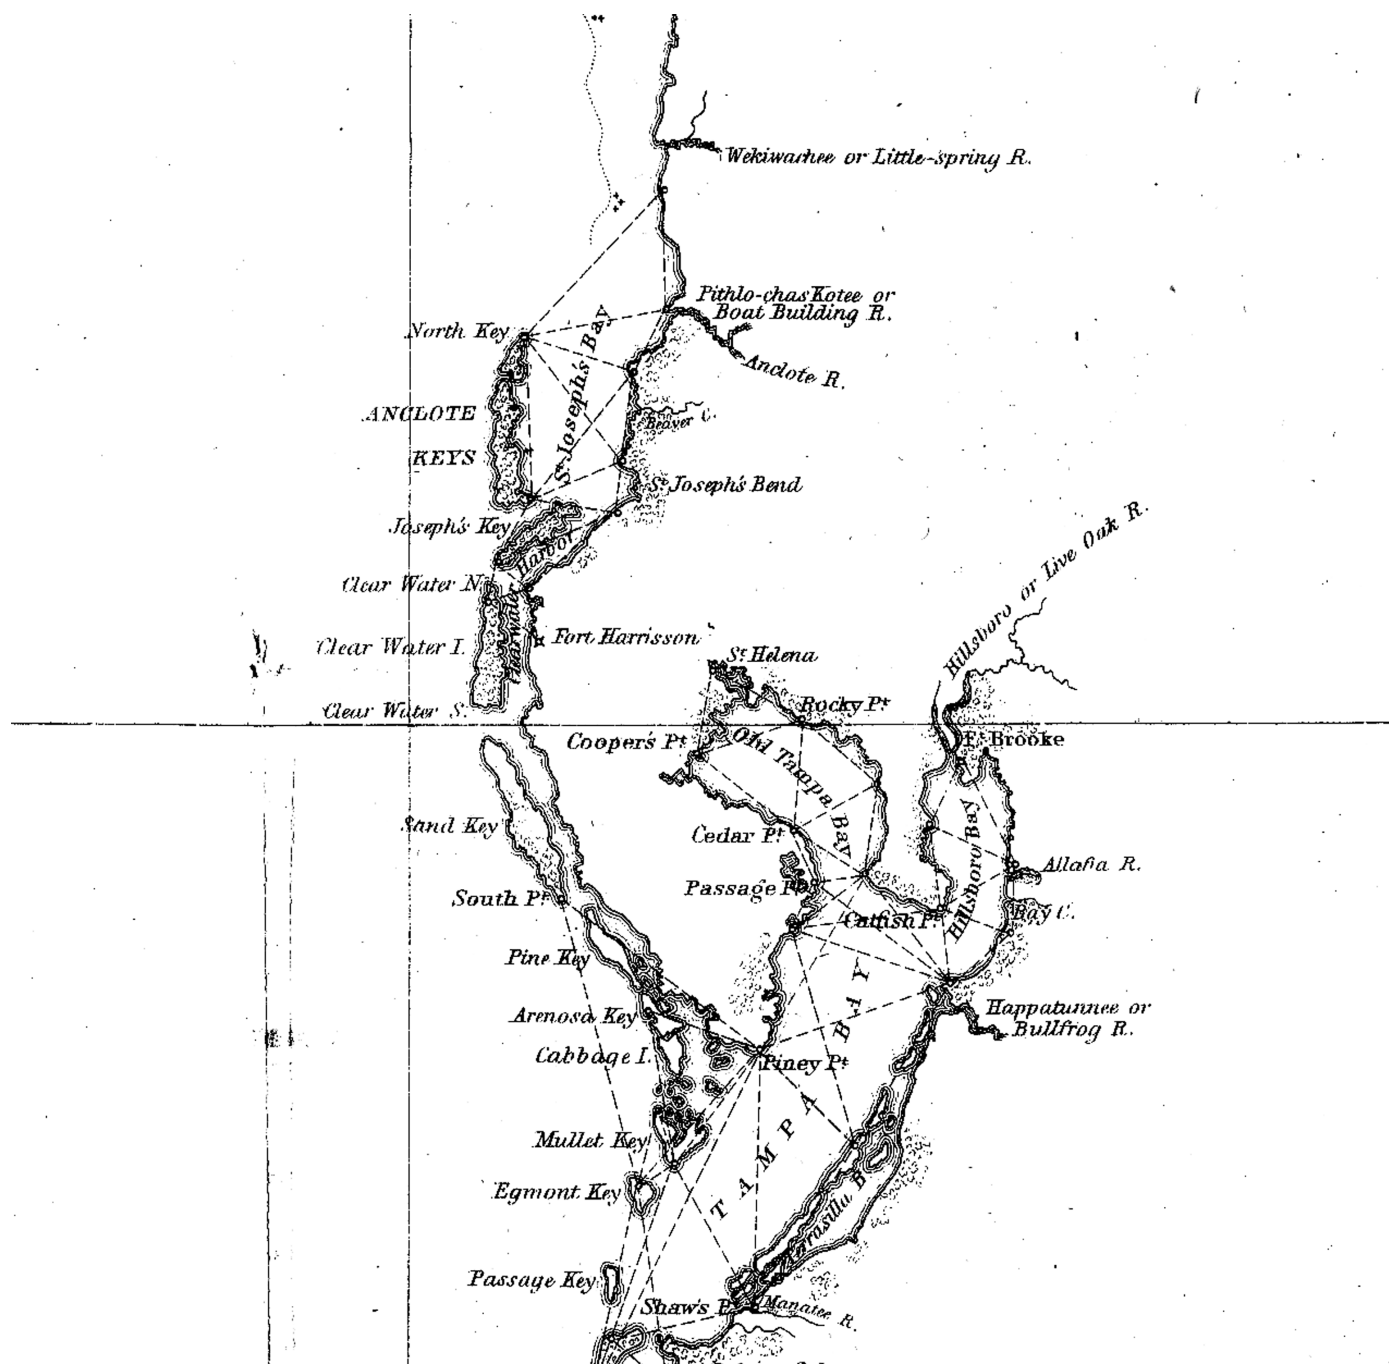 Wekiwachee or Little-spring R.
Pithlo-chasKotee or
Boat Building R.
North Key
Anclote R.
St. Joseph's Bay
ANCLOTE
KEYS
Beaver C.
St. Joseph's Bend
Joseph's Key
Clearwater Harbor
Clear Water N.
Hillsboro or Live Oak R.
Fort Harrisson
Clear Water I.
St. Helena
Clear Water S.
Rocky Pt.
Cooper's Pt.
Old Tampa Bay
Ft. Brooke
Sand Key
Cedar Pt.
Hillsboro Bay
Allafia R.
Passage Pt.
South Pt.
Catfish Pt.
Bay C.
Pine Key
Happatunnee or
Bullfrog R.
Arenosa Key
Cabbage I.
Piney Pt.
TAMPA BAY
Mullet Key
Egmont Key
Passage Key
Shaw's Pt.
Manatee R.